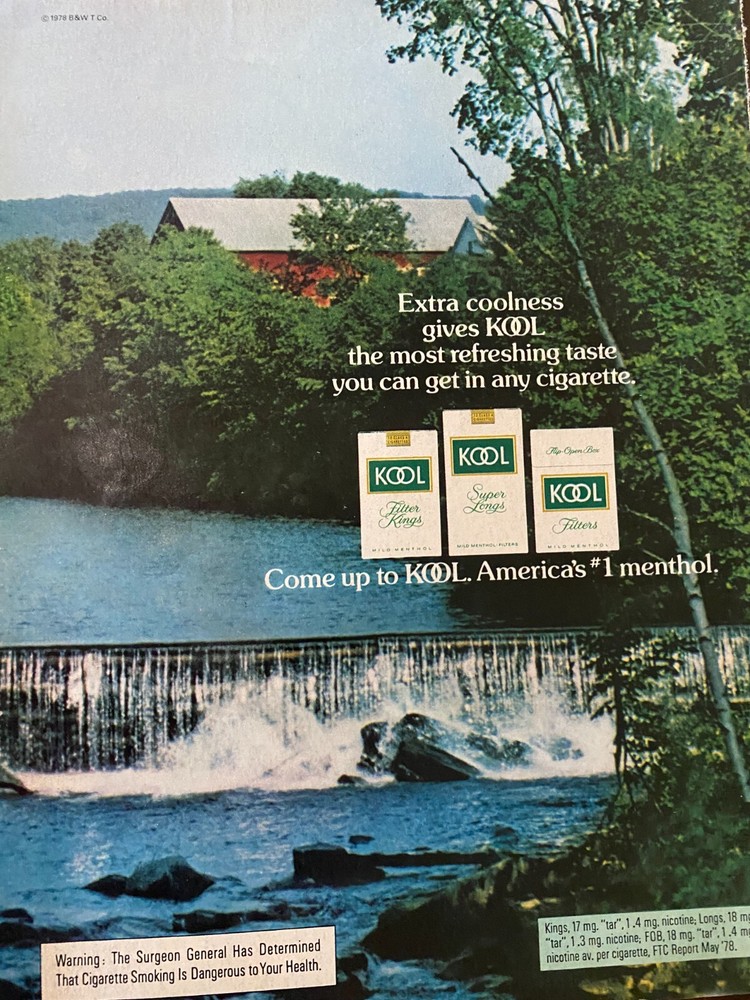 © 1978 B&W T Co.
Extra coolness
gives KOOL
the most refreshing taste
you can get in any cigarette.
KOOL
Filter
Kings
MILD MENTHOL
KOOL
Super
Longs
MILD MENTHOL·FILTERS
Flip-Open Box
KOOL
Filters
MILD MENTHOL
Come up to KOOL. America's #1 menthol.
Warning: The Surgeon General Has Determined
That Cigarette Smoking Is Dangerous to Your Health.
Kings, 17 mg. "tar", 1.4 mg. nicotine; Longs, 18 mg
"tar", 1.3 mg. nicotine; FOB, 18 mg. "tar", 1.4 m
nicotine av. per cigarette, FTC Report May '78.